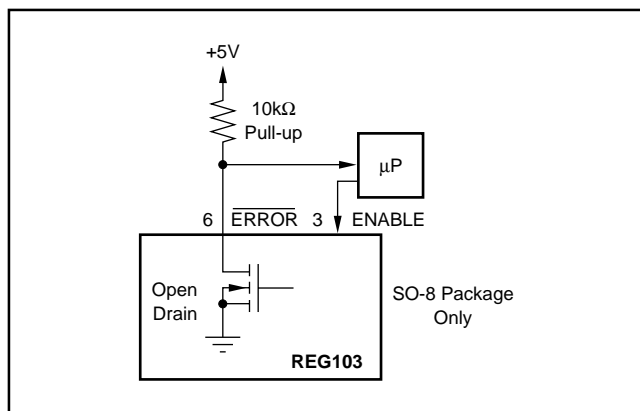 +5V
10kΩ
Pull-up
µP
6 ERROR 3 ENABLE
Open
Drain
SO-8 Package
Only
REG103